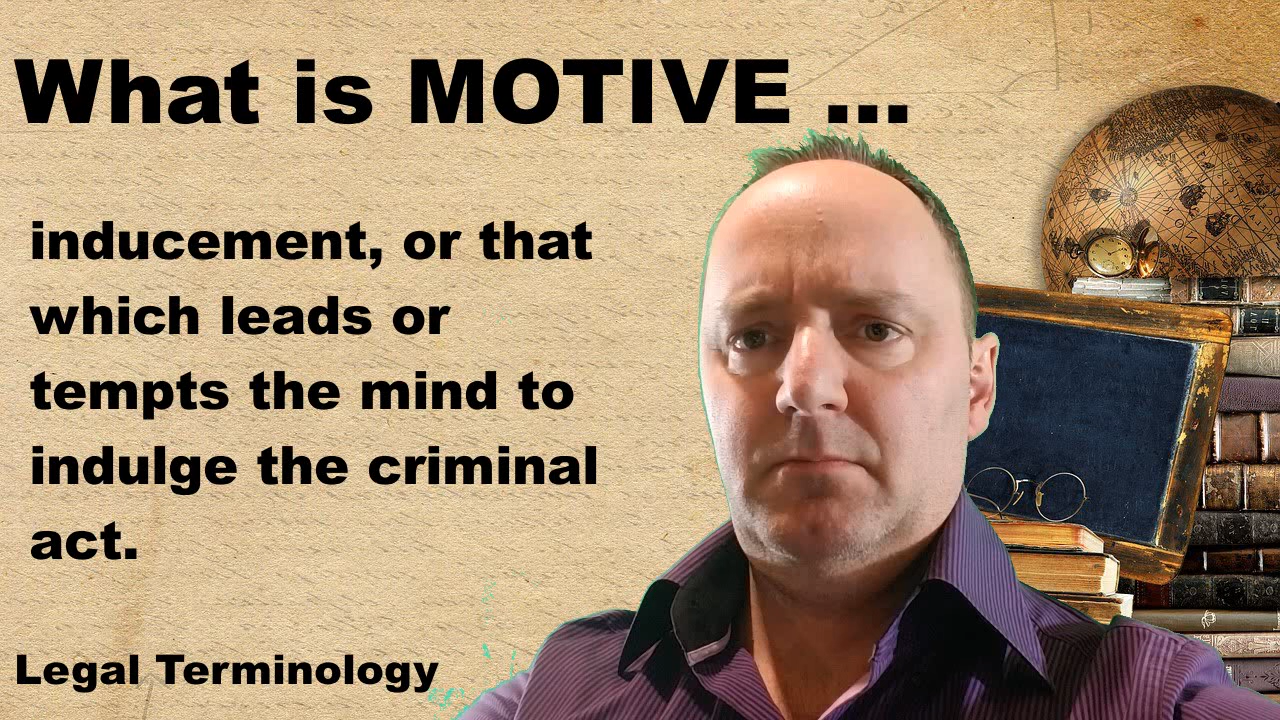 What is MOTIVE ...
inducement, or that
which leads or
tempts the mind to
indulge the criminal
act.
Legal Terminology